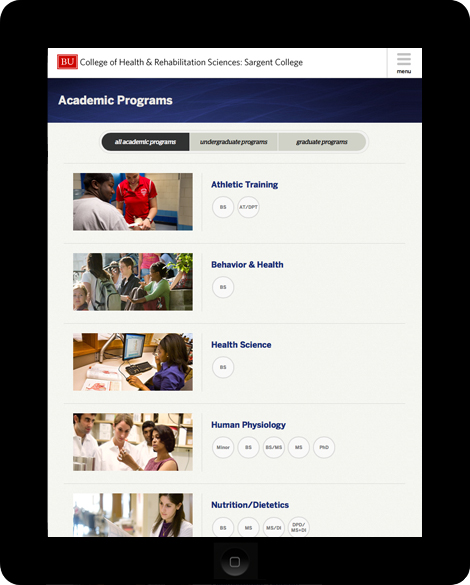 BU College of Health & Rehabilitation Sciences: Sargent College
menu
Academic Programs
all academic programs undergraduate programs graduate programs
Athletic Training
BS AT/DPT
Behavior & Health
BS
Health Science
BS
Human Physiology
Minor BS BS/MS MS PhD
Nutrition/Dietetics
BS MS MS/DI DPD/
MS+DI